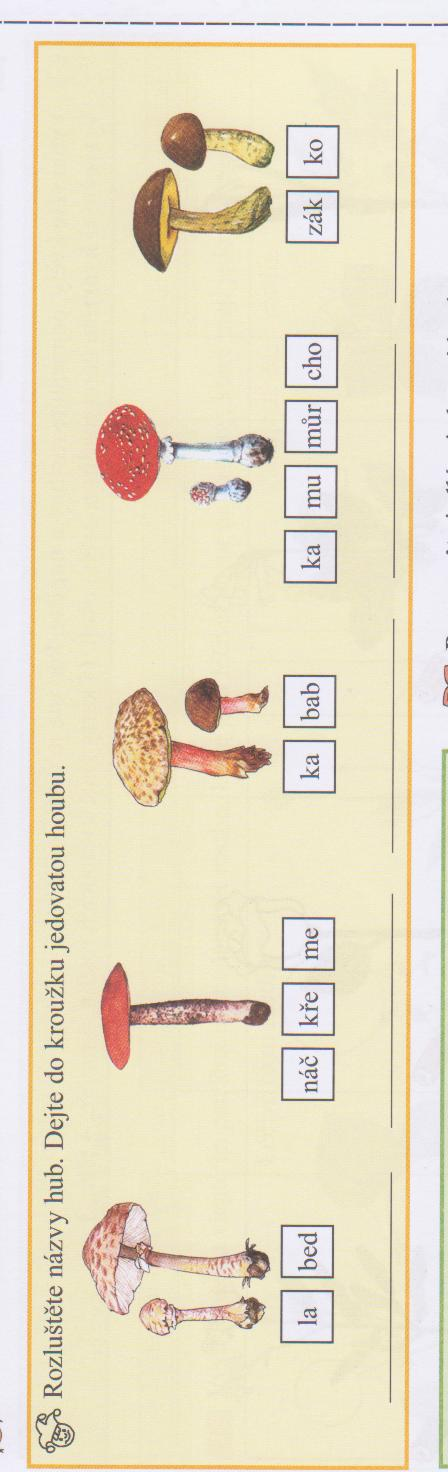 Rozluštěte názvy hub. Dejte do kroužku jedovatou houbu.
la bed
náč kře me
ka bab
ka mu můr cho
zák ko